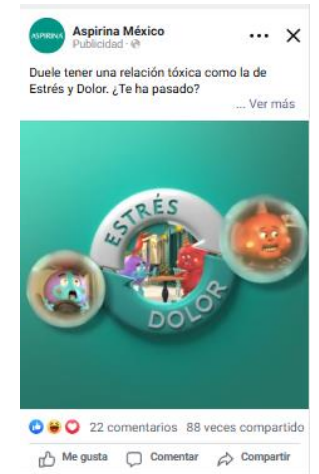 ASPIRINA
Aspirina México
Publicidad ·
Duele tener una relación tóxica como la de
Estrés y Dolor. ¿Te ha pasado?
... Ver más
ESTRÉS
DOLOR
22 comentarios 88 veces compartido
Me gusta Comentar Compartir